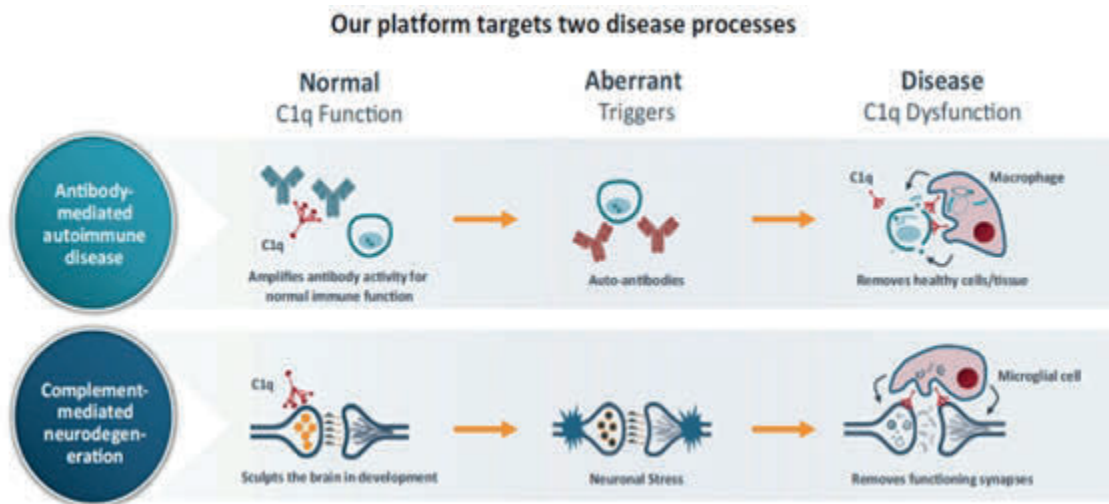 Our platform targets two disease processes
Normal
C1q Function
Aberrant
Triggers
Disease
C1q Dysfunction
Antibody-
mediated
autoimmune
disease
C1q
Amplifies antibody activity for
normal immune function
Auto-antibodies
C1q
Macrophage
Removes healthy cells/tissue
Complement-
mediated
neurodegen-
eration
C1q
Sculpts the brain in development
Neuronal Stress
Microglial cell
Removes functioning synapses